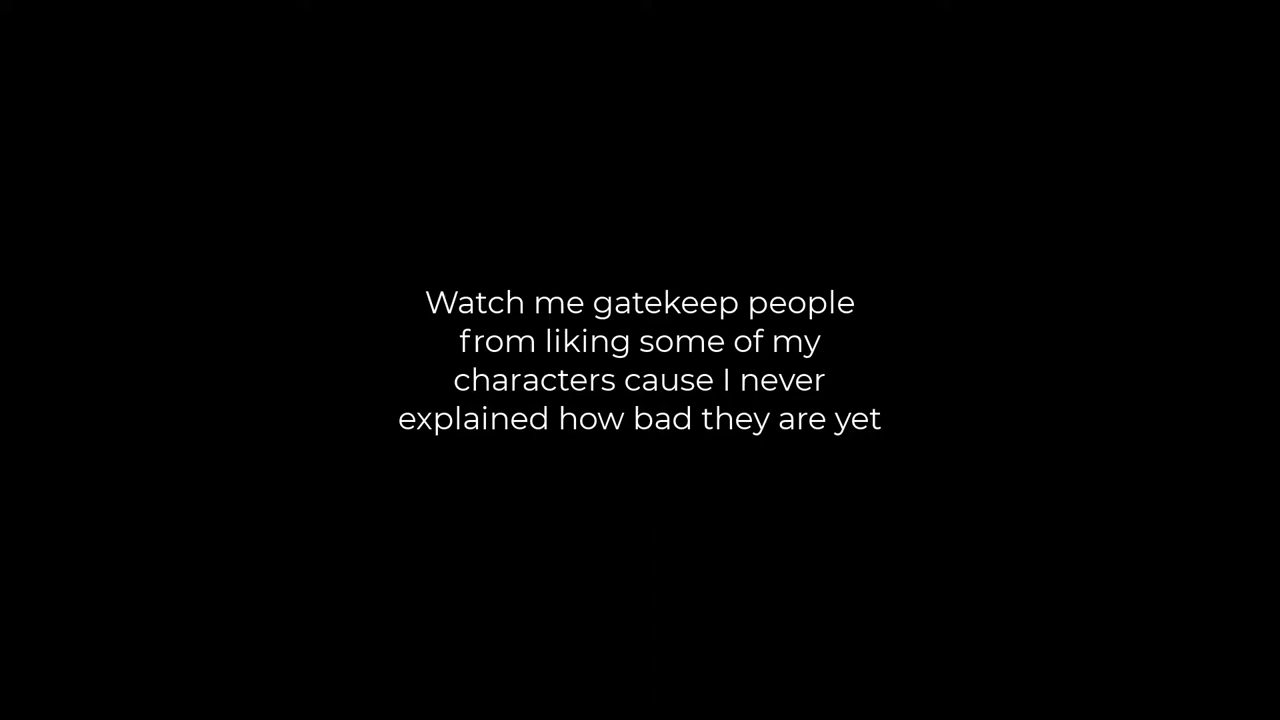 Watch me gatekeep people
from liking some of my
characters cause I never
explained how bad they are yet